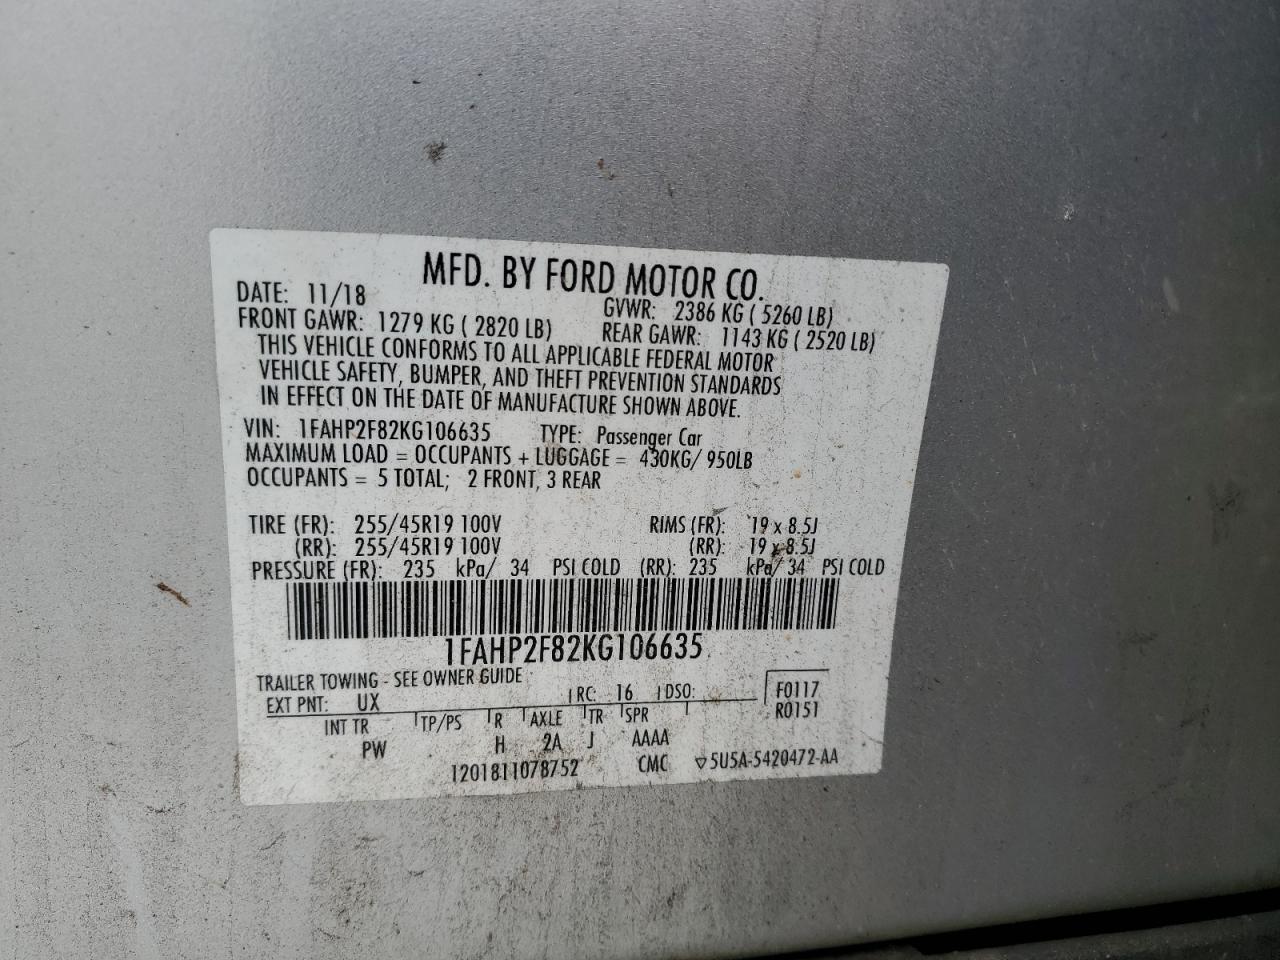 MFD. BY FORD MOTOR CO.
DATE: 11/18 GVWR: 2386 KG ( 5260 LB)
FRONT GAWR: 1279 KG ( 2820 LB) REAR GAWR: 1143 KG ( 2520 LB)
THIS VEHICLE CONFORMS TO ALL APPLICABLE FEDERAL MOTOR
VEHICLE SAFETY, BUMPER, AND THEFT PREVENTION STANDARDS
IN EFFECT ON THE DATE OF MANUFACTURE SHOWN ABOVE.
VIN: 1FAHP2F82KG106635 TYPE: Passenger Car
MAXIMUM LOAD = OCCUPANTS + LUGGAGE = 430KG/ 950LB
OCCUPANTS = 5 TOTAL; 2 FRONT, 3 REAR
TIRE (FR): 255/45R19 100V RIMS (FR): 19 x 8.5J
(RR): 255/45R19 100V (RR): 19 x 8.5J
PRESSURE (FR): 235 kPa/ 34 PSI COLD (RR): 235 kPa/ 34 PSI COLD
1FAHP2F82KG106635
TRAILER TOWING - SEE OWNER GUIDE
EXT PNT: UX RC: 16 DSO: F0117
INT TR TP/PS R AXLE TR SPR R0151
PW H 2A J AAAA
1201811078752 CMC ▽5U5A-5420472-AA